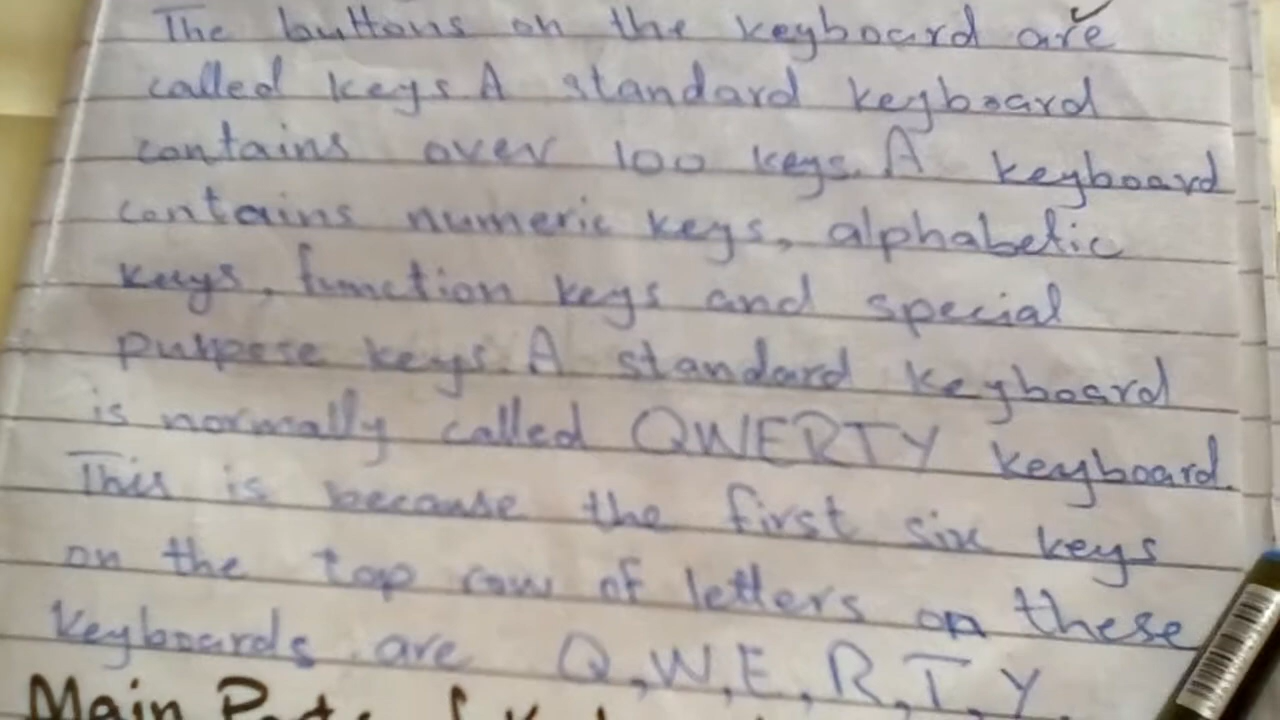 The buttons on the keyboard are
called keys A standard keyboard
contains over 100 keys. A keyboard
contains numeric keys, alphabetic
keys, function keys and special
purpose keys. A standard keyboard
is normally called QWERTY keyboard.
This is because the first six keys
on the top row of letters on these
keyboards are Q, W, E, R, T, Y.
Main